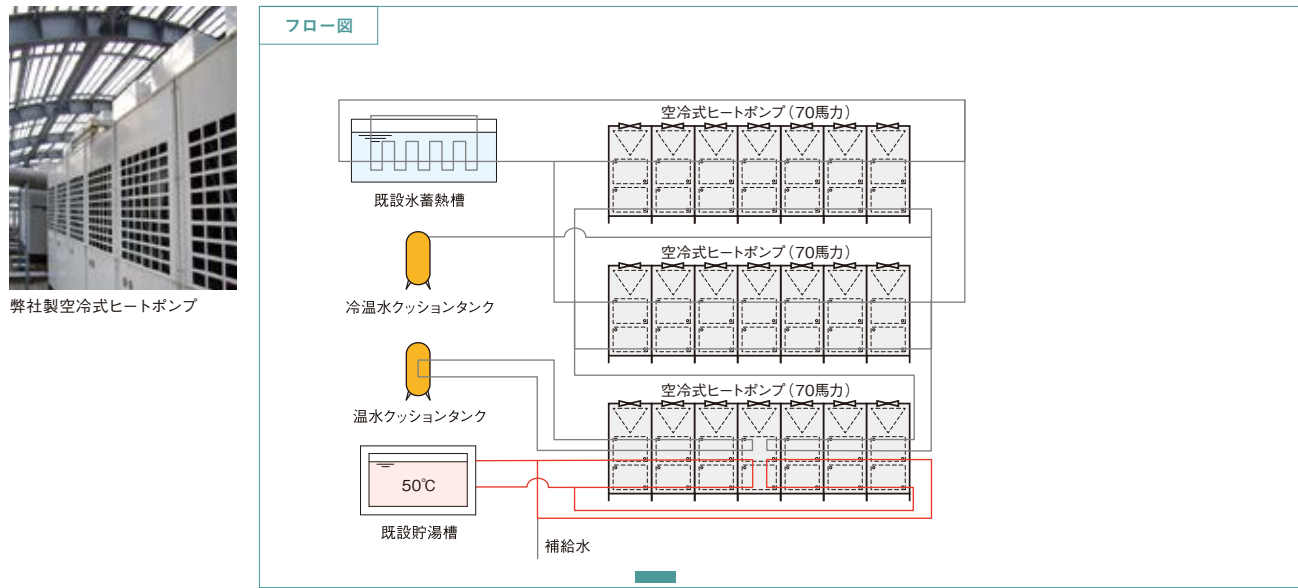 弊社製空冷式ヒートポンプ
フロー図
空冷式ヒートポンプ(70馬力)
既設氷蓄熱槽
空冷式ヒートポンプ(70馬力)
冷温水クッションタンク
空冷式ヒートポンプ(70馬力)
温水クッションタンク
50℃
既設貯湯槽
補給水